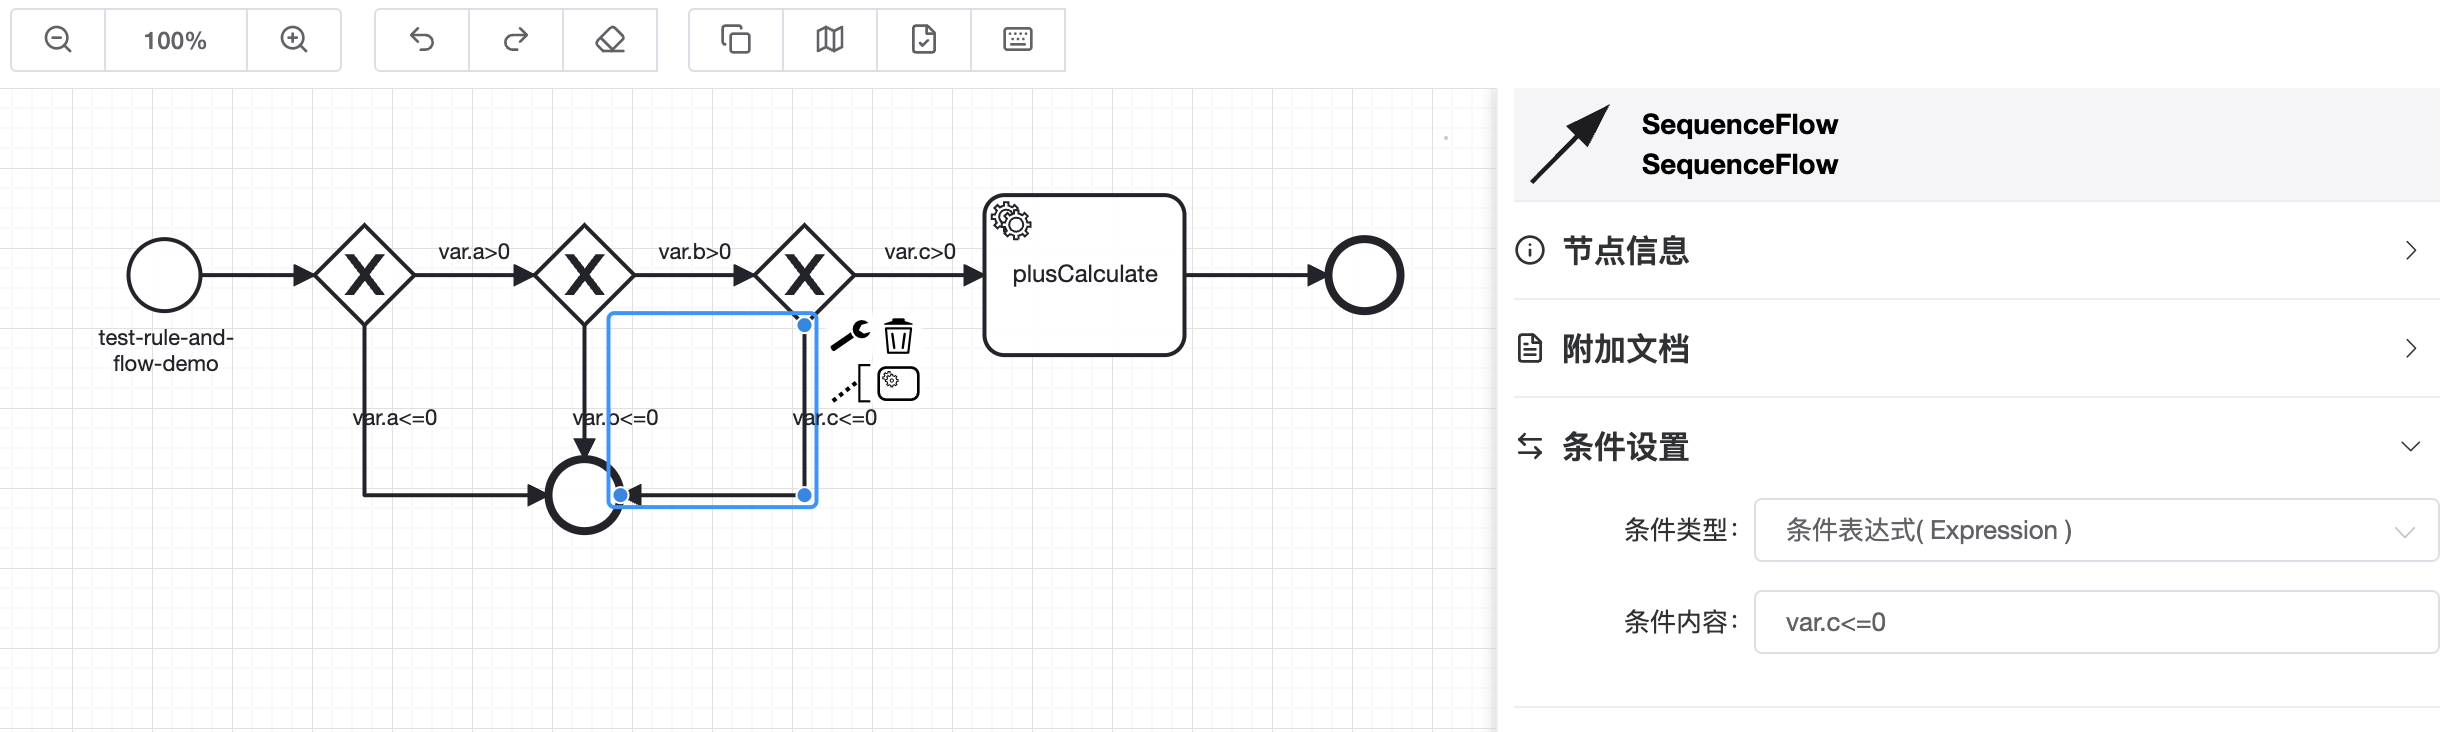 100%
SequenceFlow
SequenceFlow
节点信息
附加文档
条件设置
条件类型:
条件表达式( Expression )
条件内容:
var.c<=0
var.a>0
var.b>0
var.c>0
X
X
X
plusCalculate
test-rule-and-
flow-demo
var.a<=0
var.b<=0
var.c<=0